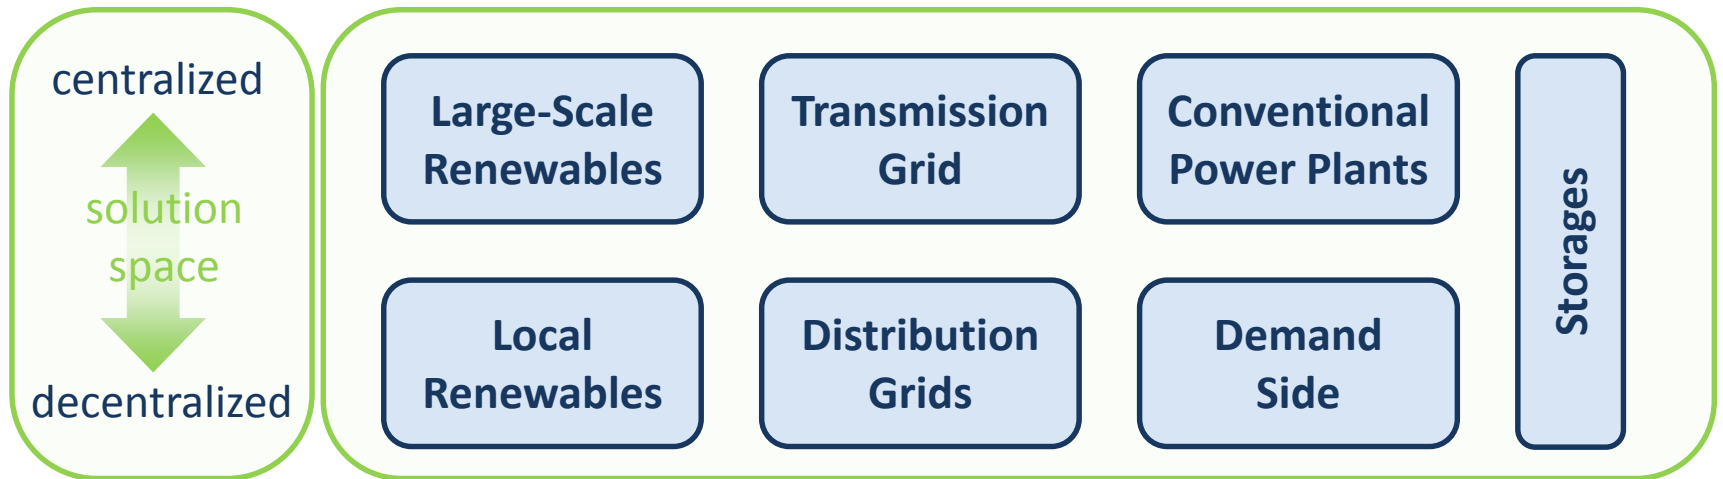 centralized
solution
space
decentralized
Large-Scale
Renewables
Transmission
Grid
Conventional
Power Plants
Local
Renewables
Distribution
Grids
Demand
Side
Storages